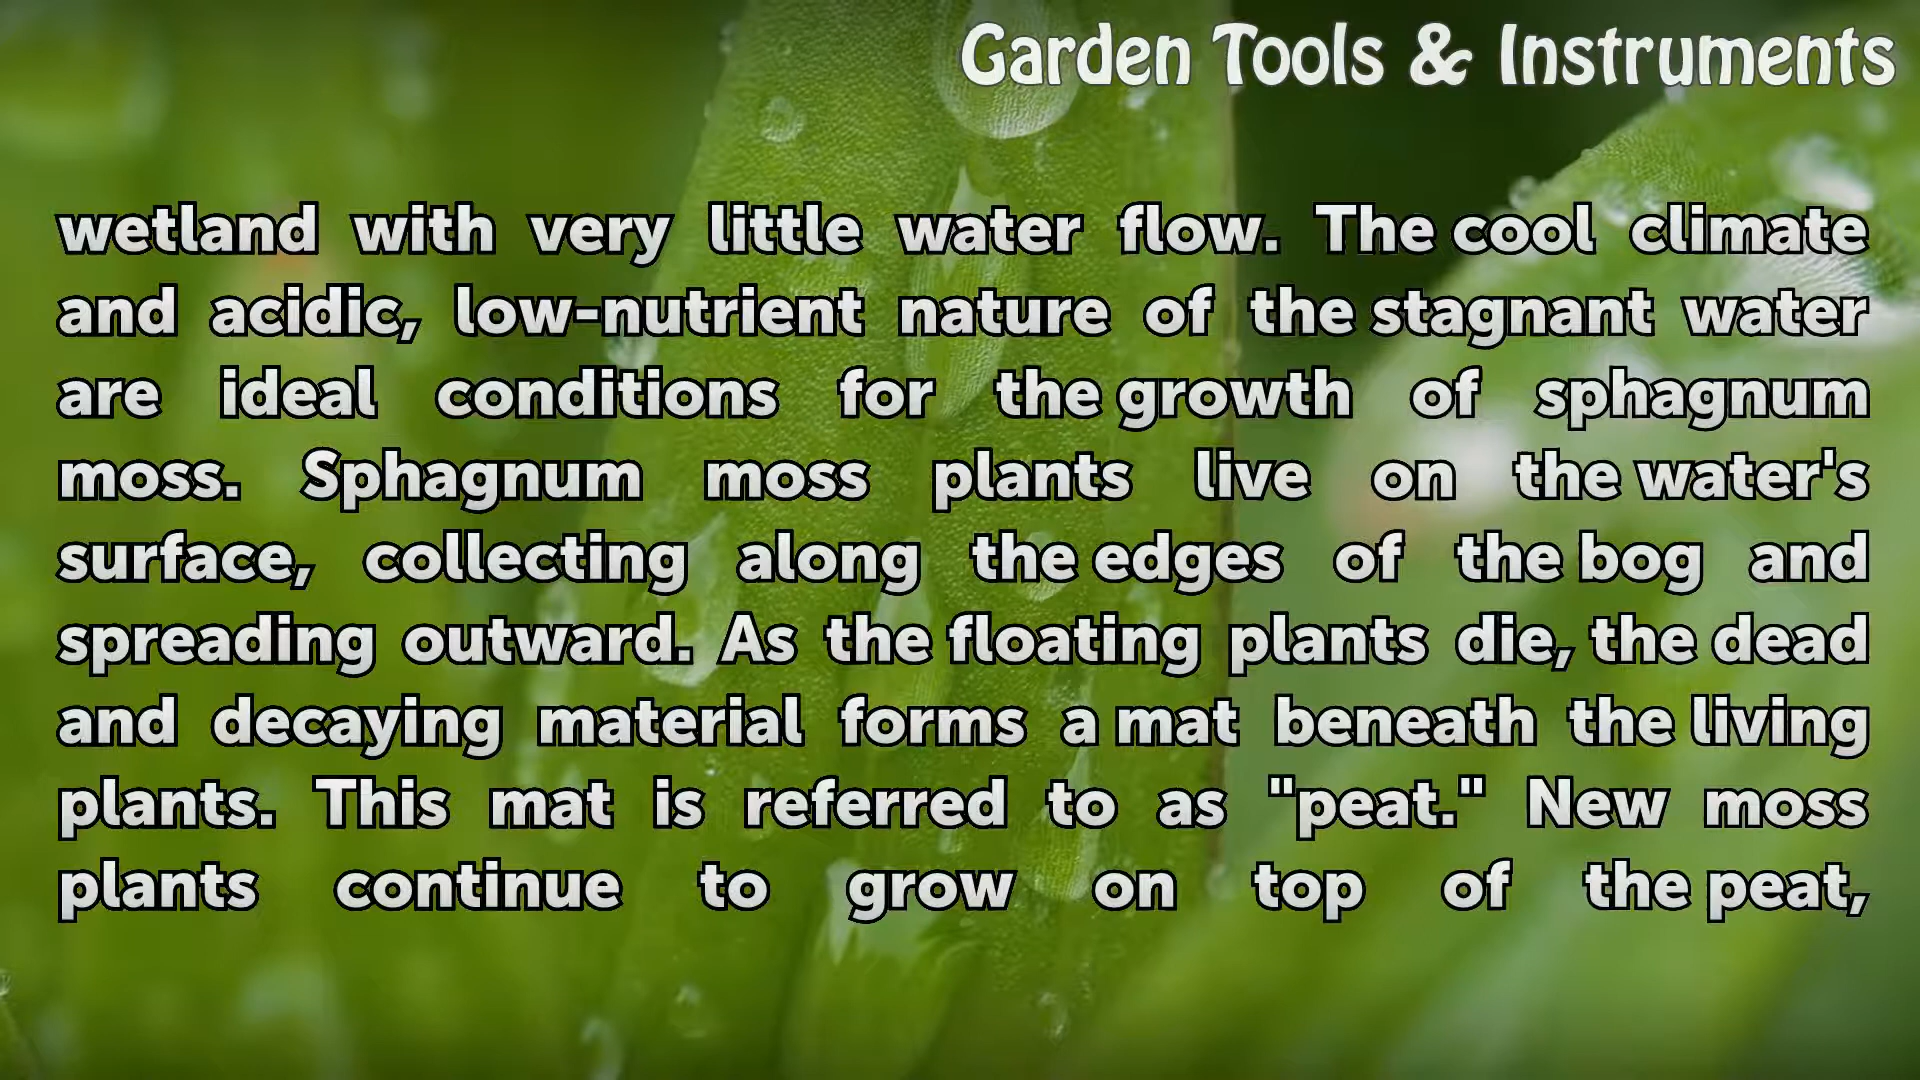 Garden Tools & Instruments
wetland with very little water flow. The cool climate
and acidic, low-nutrient nature of the stagnant water
are ideal conditions for the growth of sphagnum
moss. Sphagnum moss plants live on the water's
surface, collecting along the edges of the bog and
spreading outward. As the floating plants die, the dead
and decaying material forms a mat beneath the living
plants. This mat is referred to as "peat." New moss
plants continue to grow on top of the peat,